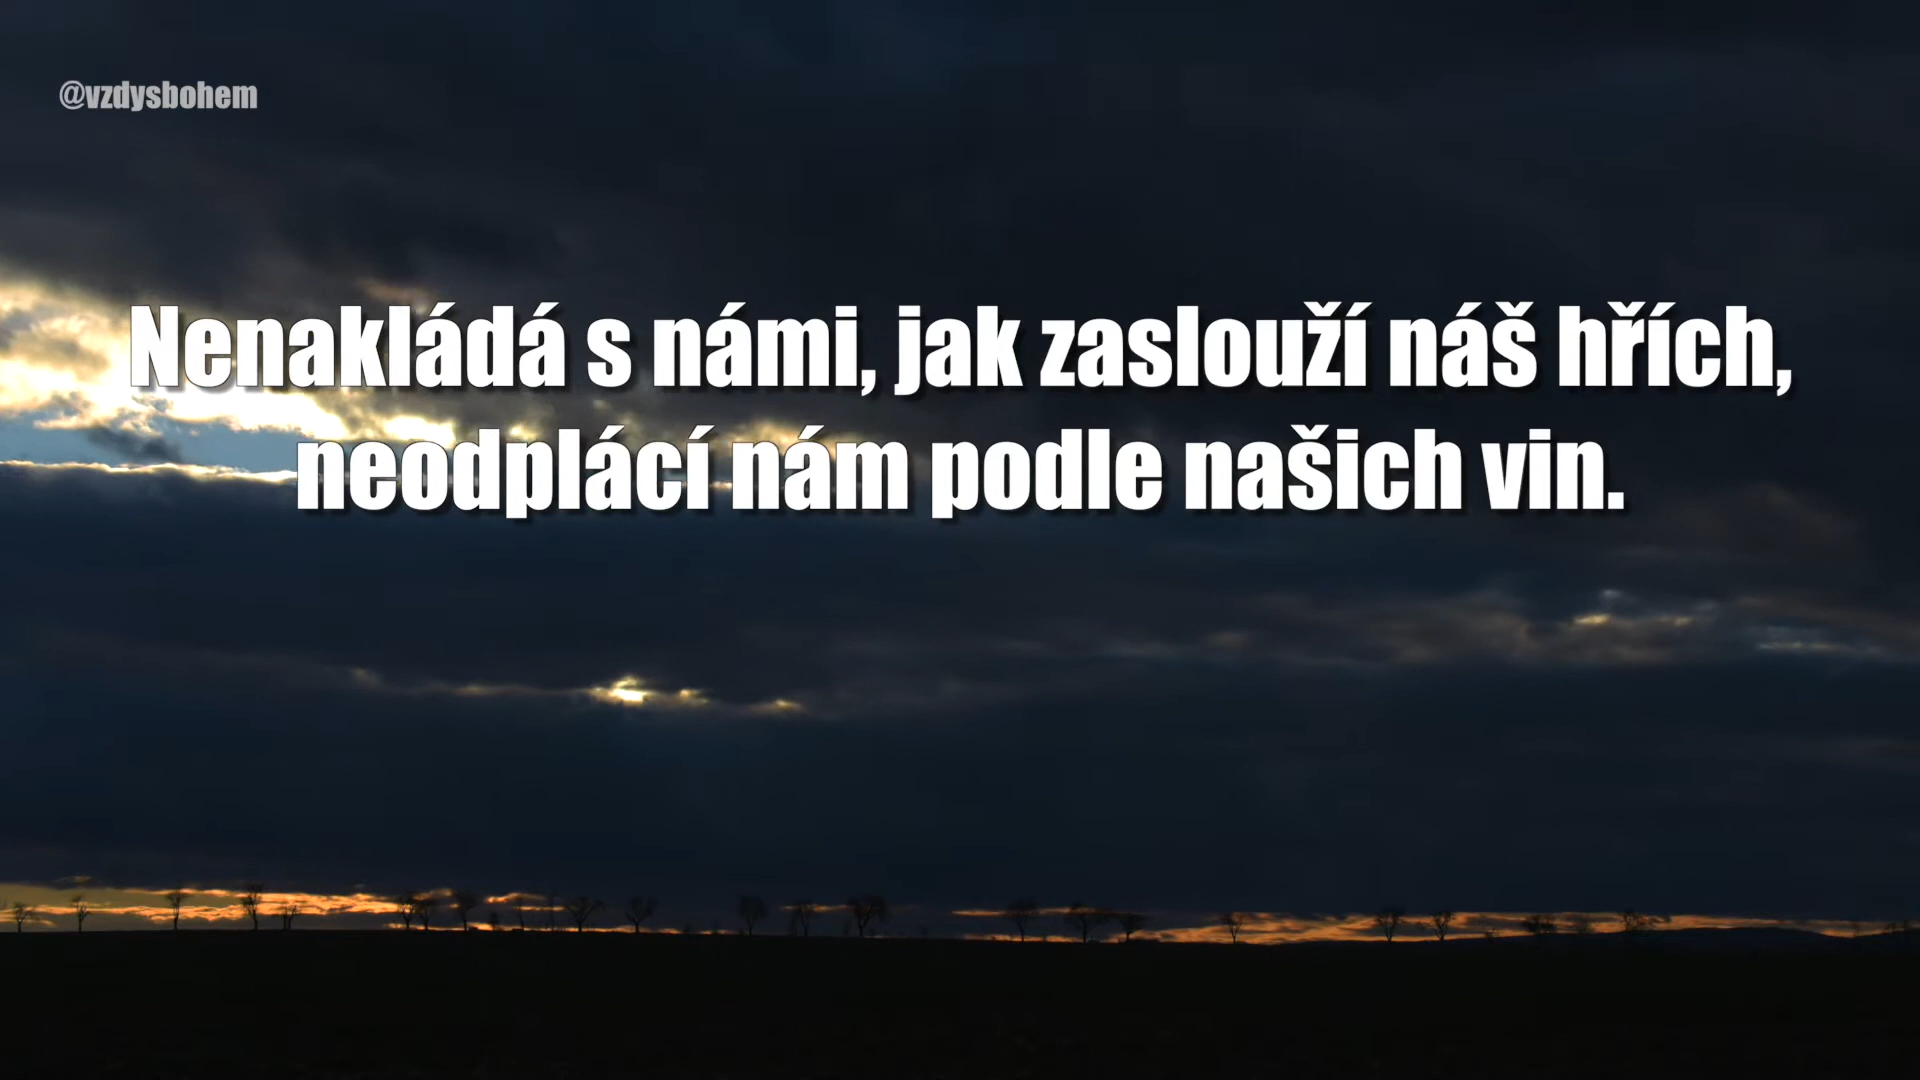 @vzdysbohem
Nenakládá s námi, jak zaslouží náš hřích,
neodplácí nám podle našich vin.